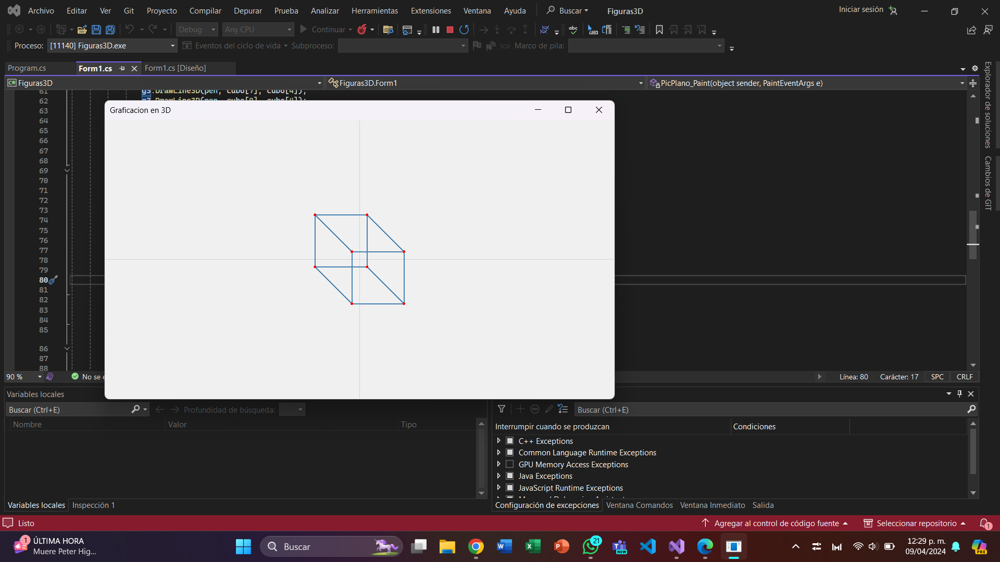 Archivo Editar Ver Git Proyecto Compilar Depurar Prueba Analizar Herramientas Extensiones Ventana Ayuda Buscar Figuras3D Iniciar sesión
Debug Any CPU Continuar
Proceso: [11140] Figuras3D.exe Eventos del ciclo de vida Subproceso: Marco de pila:
Program.cs Form1.cs Form1.cs [Diseño]
C# Figuras3D Figuras3D.Form1 PicPlano_Paint(object sender, PaintEventArgs e)
61 g3.DrawLine3D(pen, cubo[7], cubo[4]);
62 g3.DrawLine3D(pen, cubo[0], cubo[4]);
Graficacion en 3D
63
64
65
66
67
68
69
70
71
72
73
74
75
76
77
78
79
80
81
82
83
84
85
86
87
88
Explorador de soluciones
Cambios de GIT
90 % No se Línea: 80 Carácter: 17 SPC CRLF
Variables locales
Buscar (Ctrl+E) Profundidad de búsqueda:
Nombre Valor Tipo
Variables locales Inspección 1
Buscar (Ctrl+E)
Interrumpir cuando se produzcan Condiciones
C++ Exceptions
Common Language Runtime Exceptions
GPU Memory Access Exceptions
Java Exceptions
JavaScript Runtime Exceptions
Configuración de excepciones Ventana Comandos Ventana Inmediato Salida
Listo Agregar al control de código fuente Seleccionar repositorio 1
1 ÚLTIMA HORA
Muere Peter Hig...
Buscar
21
NEW
12:29 p. m.
09/04/2024
PRE